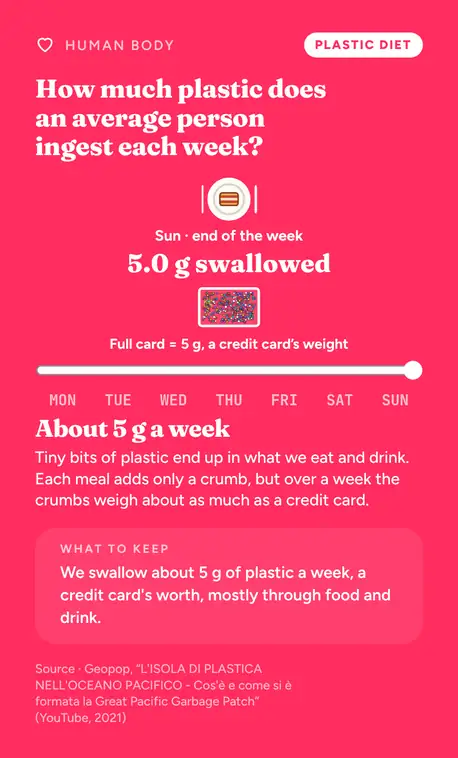 HUMAN BODY
PLASTIC DIET
How much plastic does
an average person
ingest each week?
Sun · end of the week
5.0 g swallowed
Full card = 5 g, a credit card's weight
MON TUE WED THU FRI SAT SUN
About 5 g a week
Tiny bits of plastic end up in what we eat and drink.
Each meal adds only a crumb, but over a week the
crumbs weigh about as much as a credit card.
WHAT TO KEEP
We swallow about 5 g of plastic a week, a
credit card's worth, mostly through food and
drink.
Source · Geopop, “L'ISOLA DI PLASTICA
NELL'OCEANO PACIFICO - Cos'è e come si è
formata la Great Pacific Garbage Patch”
(YouTube, 2021)